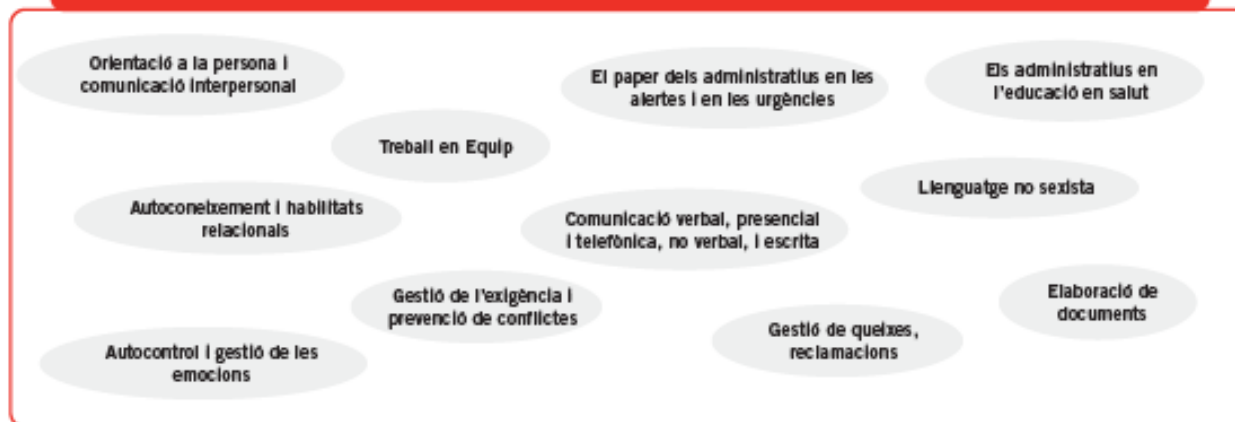 Orientació a la persona i
comunicació interpersonal
El paper dels administratius en les
alertes i en les urgències
Els administratius en
l'educació en salut
Treball en Equip
Llenguatge no sexista
Autoconeixement i habilitats
relacionals
Comunicació verbal, presencial
i telefònica, no verbal, i escrita
Gestió de l'exigència i
prevenció de conflictes
Elaboració de
documents
Gestió de queixes,
reclamacions
Autocontrol i gestió de les
emocions